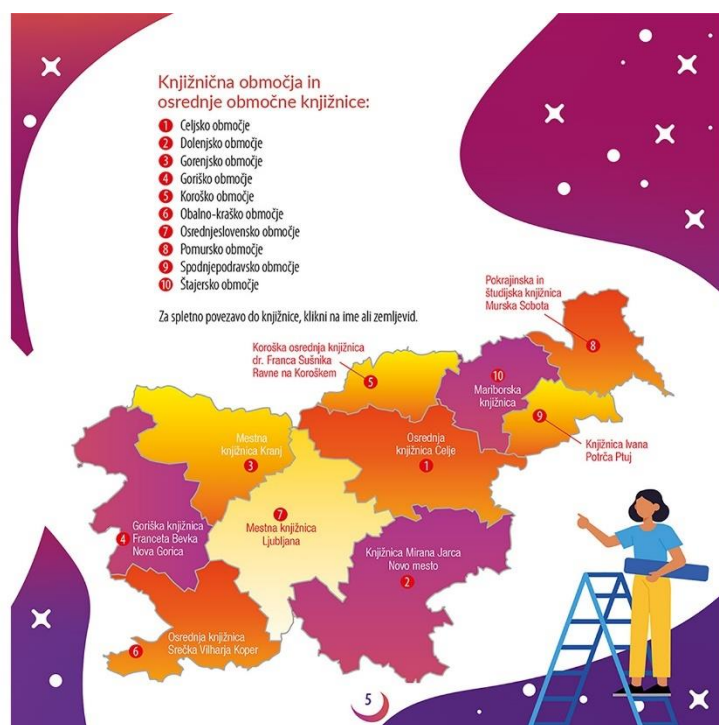 Knjižnična območja in
osrednje območne knjižnice:
1 Celjsko območje
2 Dolenjsko območje
3 Gorenjsko območje
4 Goriško območje
5 Koroško območje
6 Obalno-kraško območje
7 Osrednjeslovensko območje
8 Pomursko območje
9 Spodnjepodravsko območje
10 Štajersko območje
Za spletno povezavo do knjižnice, klikni na ime ali zemljevid.
Pokrajinska in
študijska knjižnica
Murska Sobota
8
Koroška osrednja knjižnica
dr. Franca Sušnika
Ravne na Koroškem
5
10
Mariborska
knjižnica
9
Knjižnica Ivana
Potrča Ptuj
Mestna
knjižnica Kranj
3
Osrednja
knjižnica Celje
1
7
Mestna knjižnica
Ljubljana
Goriška knjižnica
4 Franceta Bevka
Nova Gorica
Knjižnica Mirana Jarca
Novo mesto
2
Osrednja knjižnica
6 Srečka Vilharja Koper
5